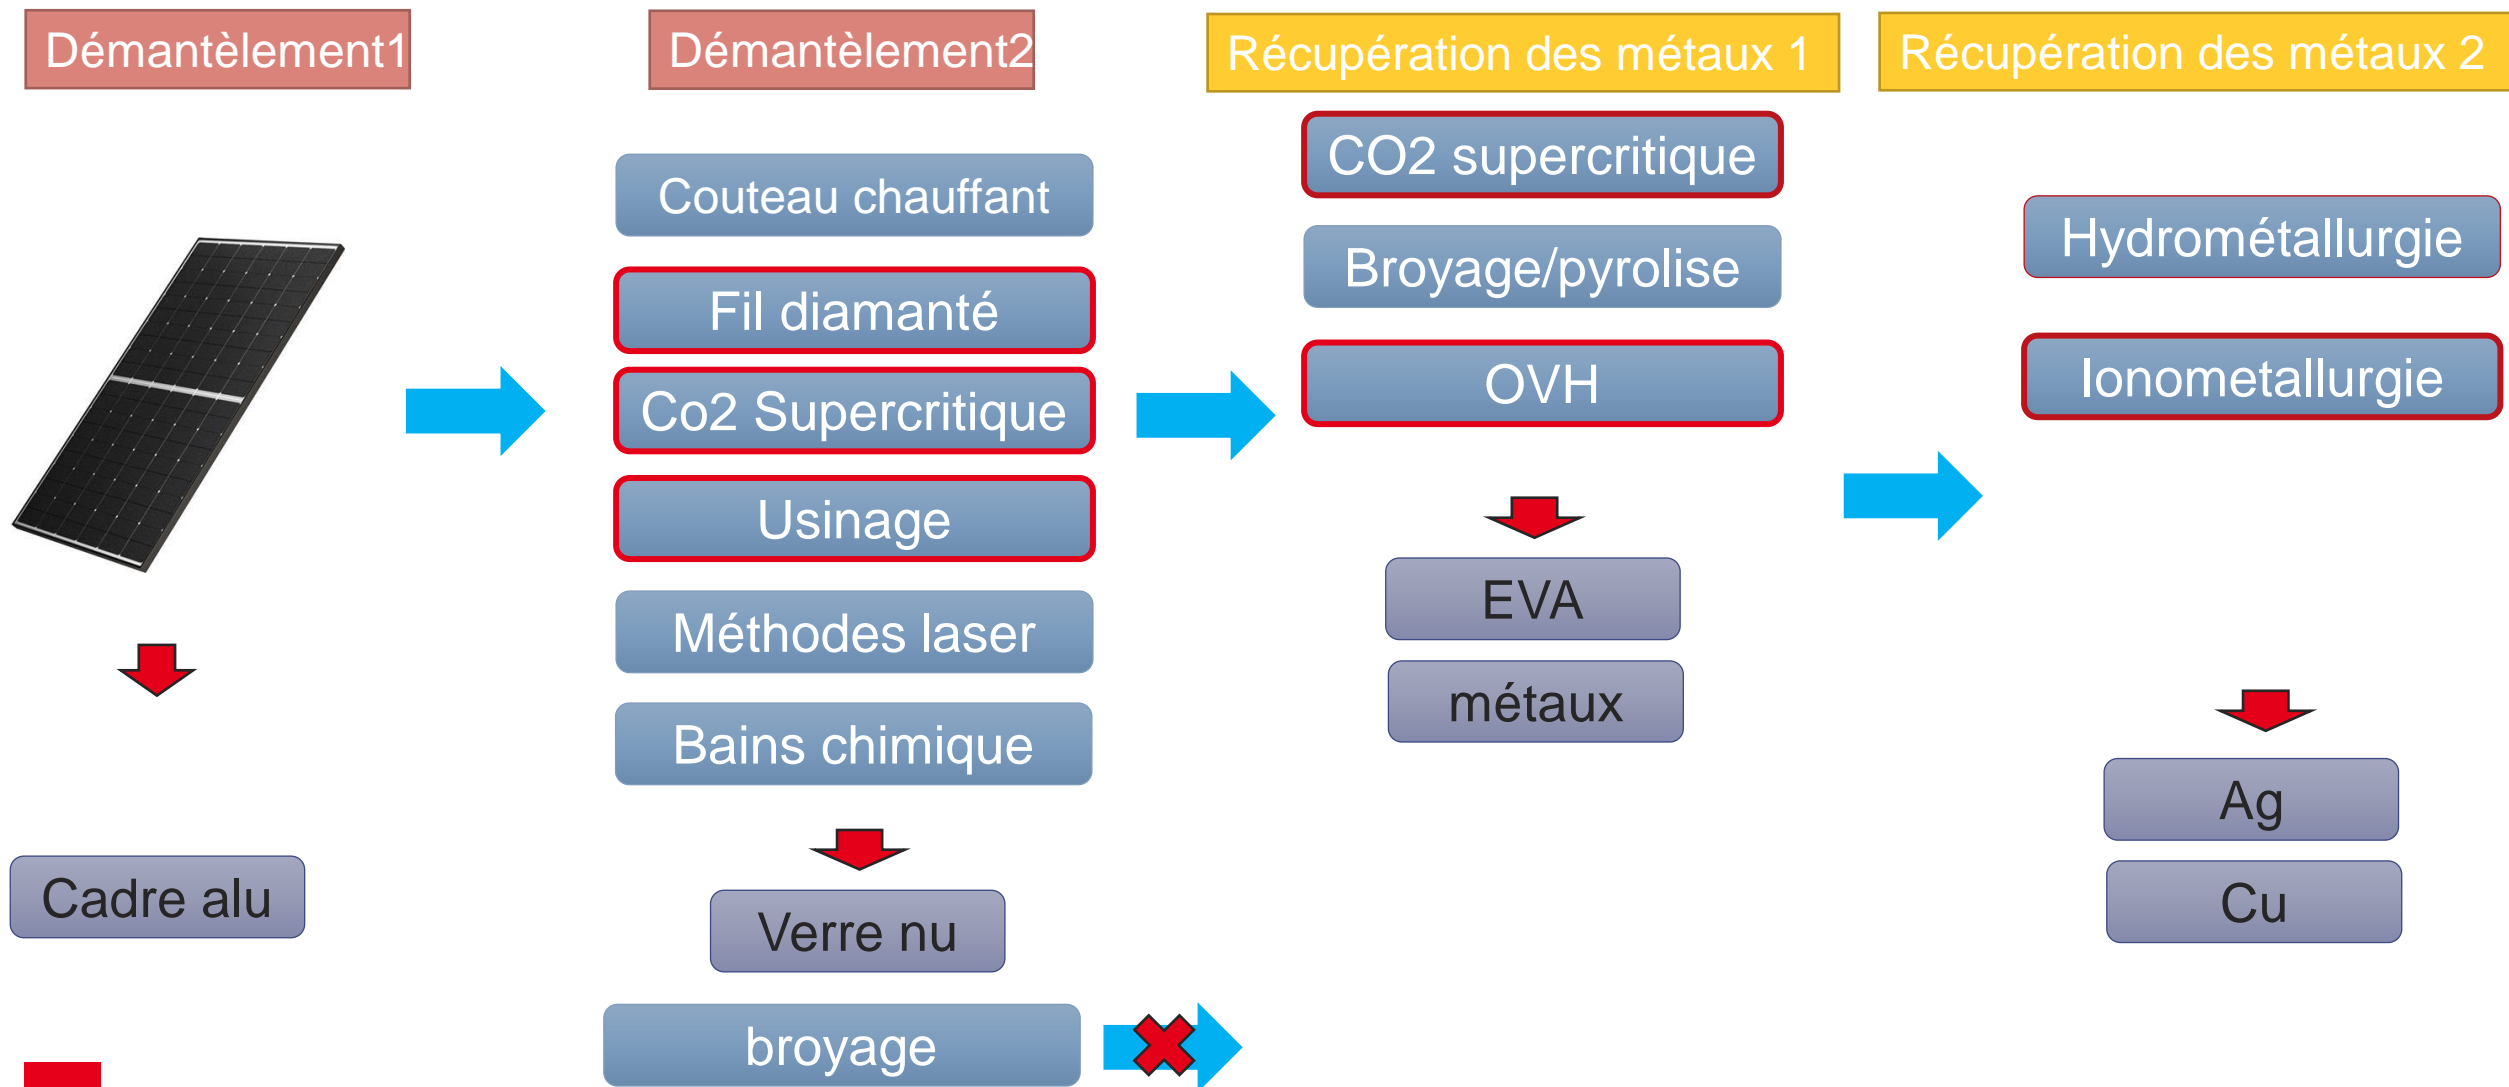 Démantèlement1
Démantèlement2
Récupération des métaux 1
Récupération des métaux 2
Couteau chauffant
Fil diamanté
Co2 Supercritique
Usinage
Méthodes laser
Bains chimique
CO2 supercritique
Broyage/pyrolise
OVH
Hydrométallurgie
Ionometallurgie
EVA
métaux
Ag
Cu
Cadre alu
Verre nu
broyage